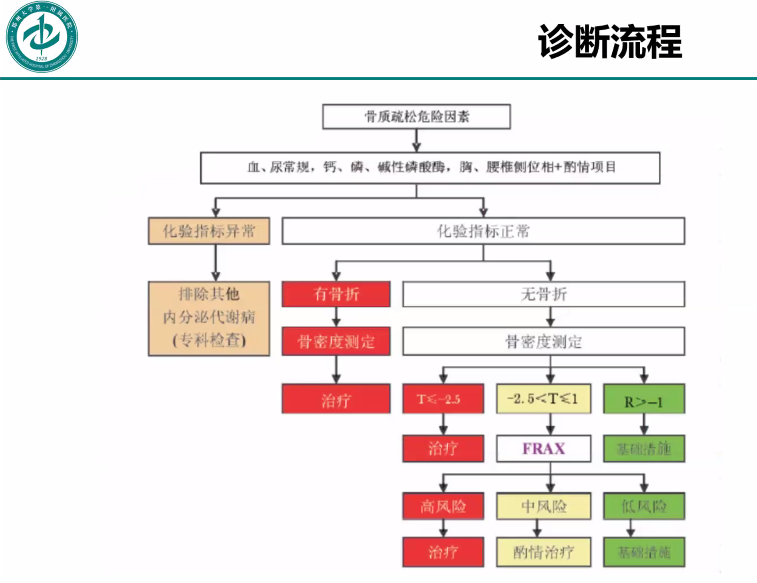 诊断流程
1928
骨质疏松危险因素
血、尿常规，钙、磷、碱性磷酸酶，胸、腰椎侧位相+酌情项目
化验指标异常
化验指标正常
排除其他
内分泌代谢病
(专科检查)
有骨折
无骨折
骨密度测定
骨密度测定
治疗
T≤-2.5
-2.5<T≤1
R>-1
治疗
FRAX
基础措施
高风险
中风险
低风险
治疗
酌情治疗
基础措施